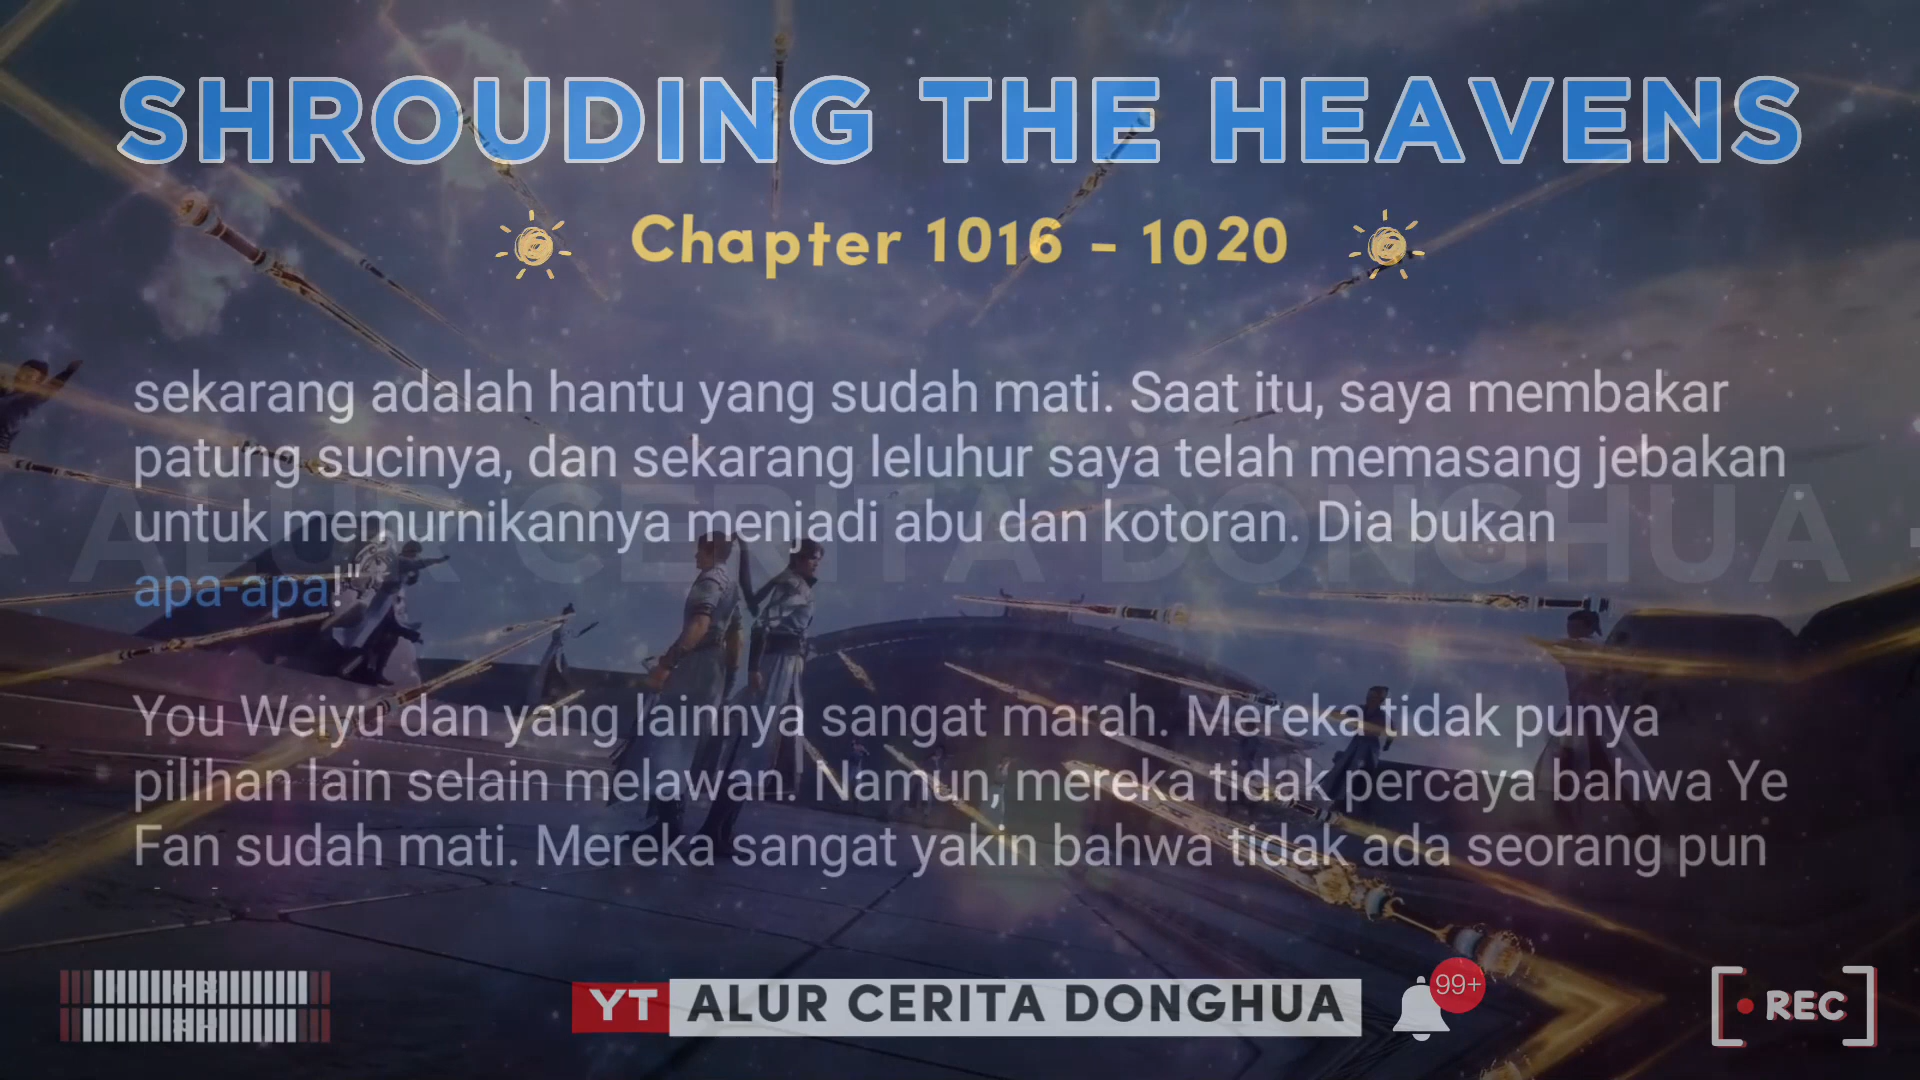 SHROUDING THE HEAVENS
Chapter 1016 - 1020
sekarang adalah hantu yang sudah mati. Saat itu, saya membakar
patung sucinya, dan sekarang leluhur saya telah memasang jebakan
untuk memurnikannya menjadi abu dan kotoran. Dia bukan
apa-apa!"
ALUR CERITA DONGHUA
You Weiyu dan yang lainnya sangat marah. Mereka tidak punya
pilihan lain selain melawan. Namun, mereka tidak percaya bahwa Ye
Fan sudah mati. Mereka sangat yakin bahwa tidak ada seorang pun
YT ALUR CERITA DONGHUA
99+
REC